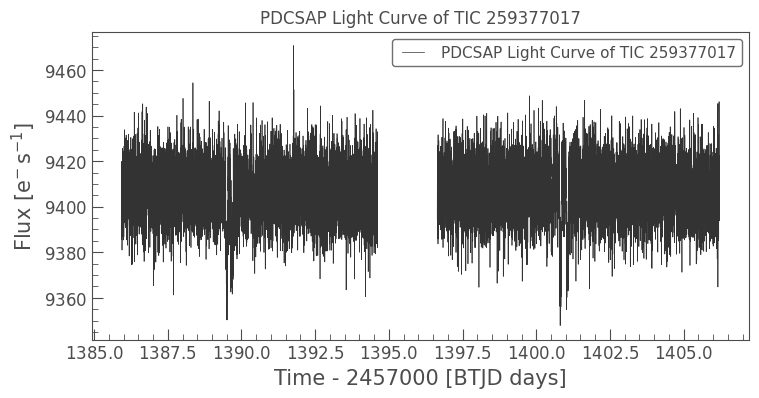 PDCSAP Light Curve of TIC 259377017
PDCSAP Light Curve of TIC 259377017
9460
9440
9420
9400
9380
9360
Flux [e⁻ s⁻¹]
1385.0 1387.5 1390.0 1392.5 1395.0 1397.5 1400.0 1402.5 1405.0
Time - 2457000 [BTJD days]